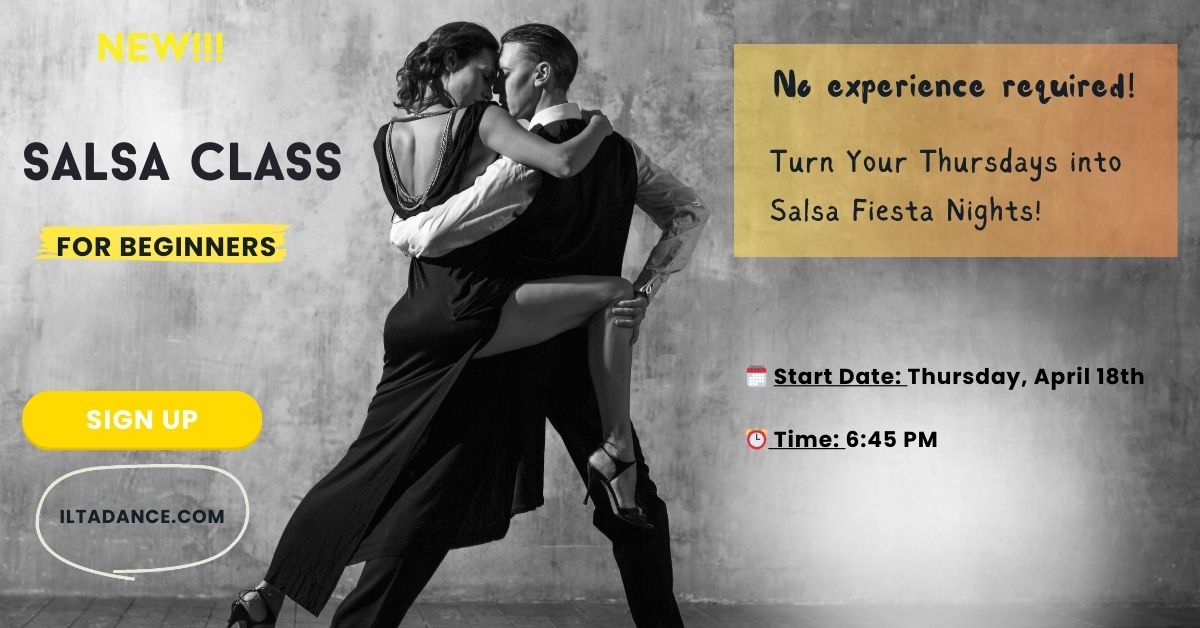 NEW!!!
SALSA CLASS
FOR BEGINNERS
SIGN UP
ILTADANCE.COM
No experience required!
Turn Your Thursdays into
Salsa Fiesta Nights!
Start Date: Thursday, April 18th
Time: 6:45 PM